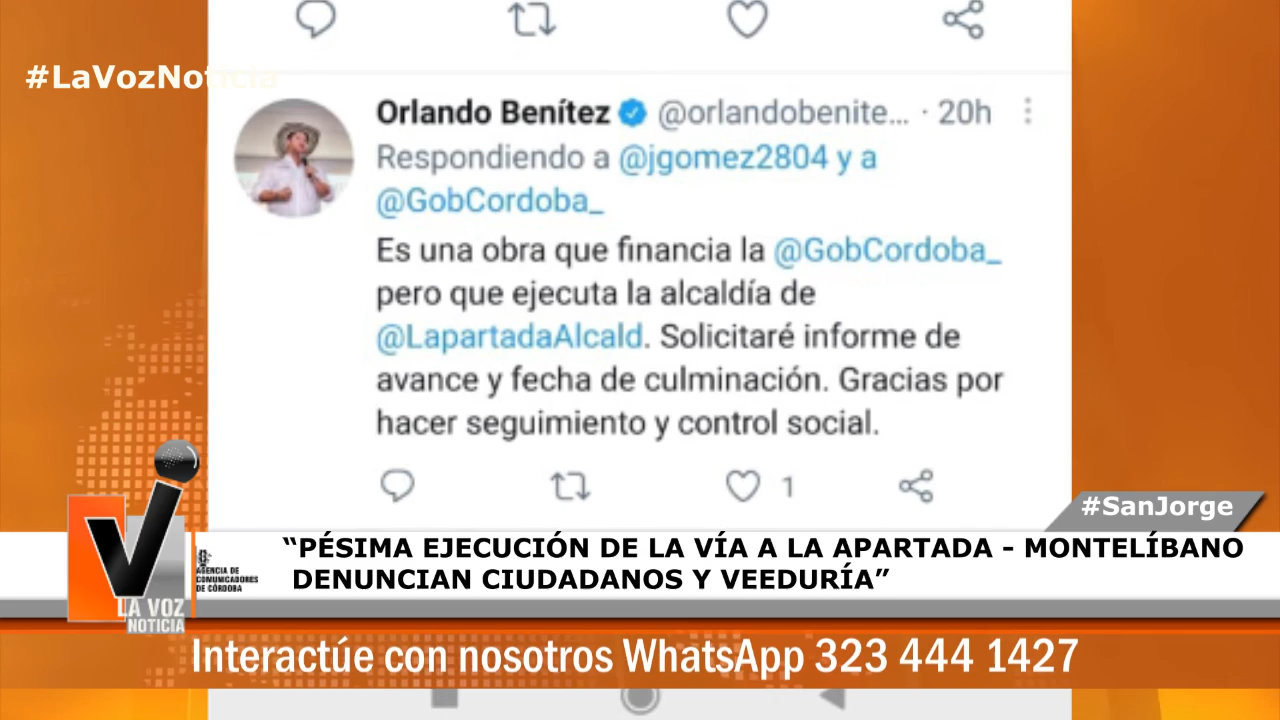 #LaVozNoticia
Orlando Benítez @orlandobenite... · 20h
Respondiendo a @jgomez2804 y a
@GobCordoba_
Es una obra que financia la @GobCordoba_
pero que ejecuta la alcaldía de
@LapartadaAlcald. Solicitaré informe de
avance y fecha de culminación. Gracias por
hacer seguimiento y control social.
1
#SanJorge
“PÉSIMA EJECUCIÓN DE LA VÍA A LA APARTADA - MONTELÍBANO
DENUNCIAN CIUDADANOS Y VEEDURÍA”
AGENCIA DE
COMUNICADORES
DE CÓRDOBA
V
LA VOZ
NOTICIA
Interactúe con nosotros WhatsApp 323 444 1427